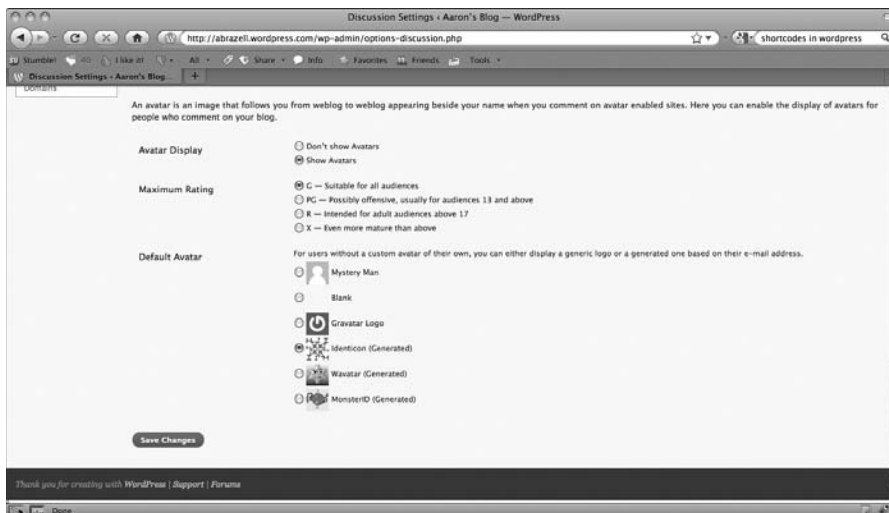 Discussion Settings ‹ Aaron's Blog — WordPress
http://abrazell.wordpress.com/wp-admin/options-discussion.php
shortcodes in wordpress
Stumble! I like it! All Share Info Favorites Friends Tools
Discussion Settings ‹ Aaron's Blog...
Domains
An avatar is an image that follows you from weblog to weblog appearing beside your name when you comment on avatar enabled sites. Here you can enable the display of avatars for
people who comment on your blog.
Avatar Display
Don't show Avatars
Show Avatars
Maximum Rating
G — Suitable for all audiences
PG — Possibly offensive, usually for audiences 13 and above
R — Intended for adult audiences above 17
X — Even more mature than above
Default Avatar
For users without a custom avatar of their own, you can either display a generic logo or a generated one based on their e-mail address.
Mystery Man
Blank
Gravatar Logo
Identicon (Generated)
Wavatar (Generated)
MonsterID (Generated)
Save Changes
Thank you for creating with WordPress | Support | Forums
Done